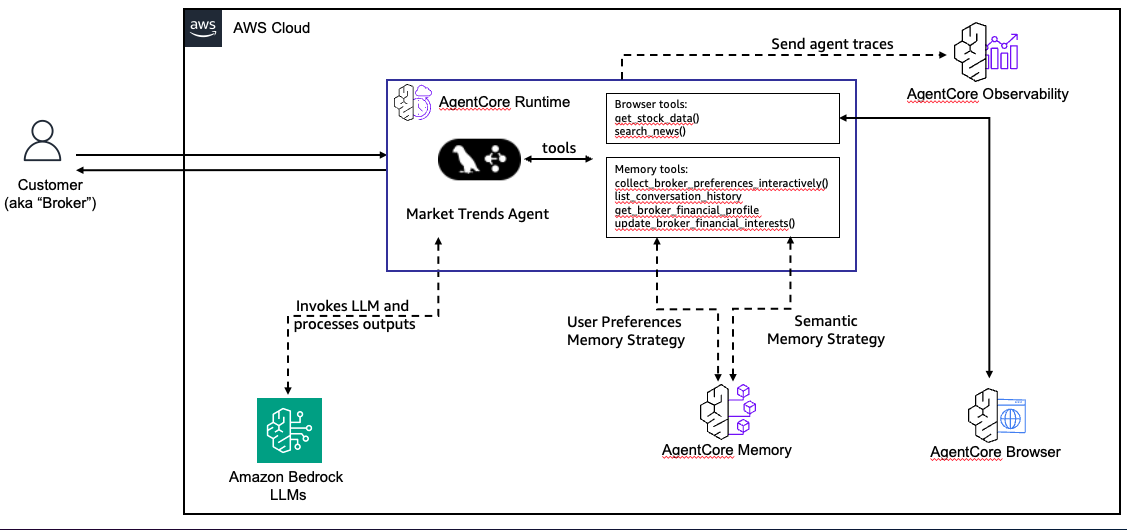 aws
AWS Cloud
Send agent traces
AgentCore Observability
AgentCore Runtime
Browser tools:
get_stock_data()
search_news()
tools
Memory tools:
collect_broker_preferences_interactively()
list_conversation_history
get_broker_financial_profile
update_broker_financial_interests()
Customer
(aka “Broker”)
Market Trends Agent
Invokes LLM and
processes outputs
User Preferences
Memory Strategy
Semantic
Memory Strategy
Amazon Bedrock
LLMs
AgentCore Memory
AgentCore Browser